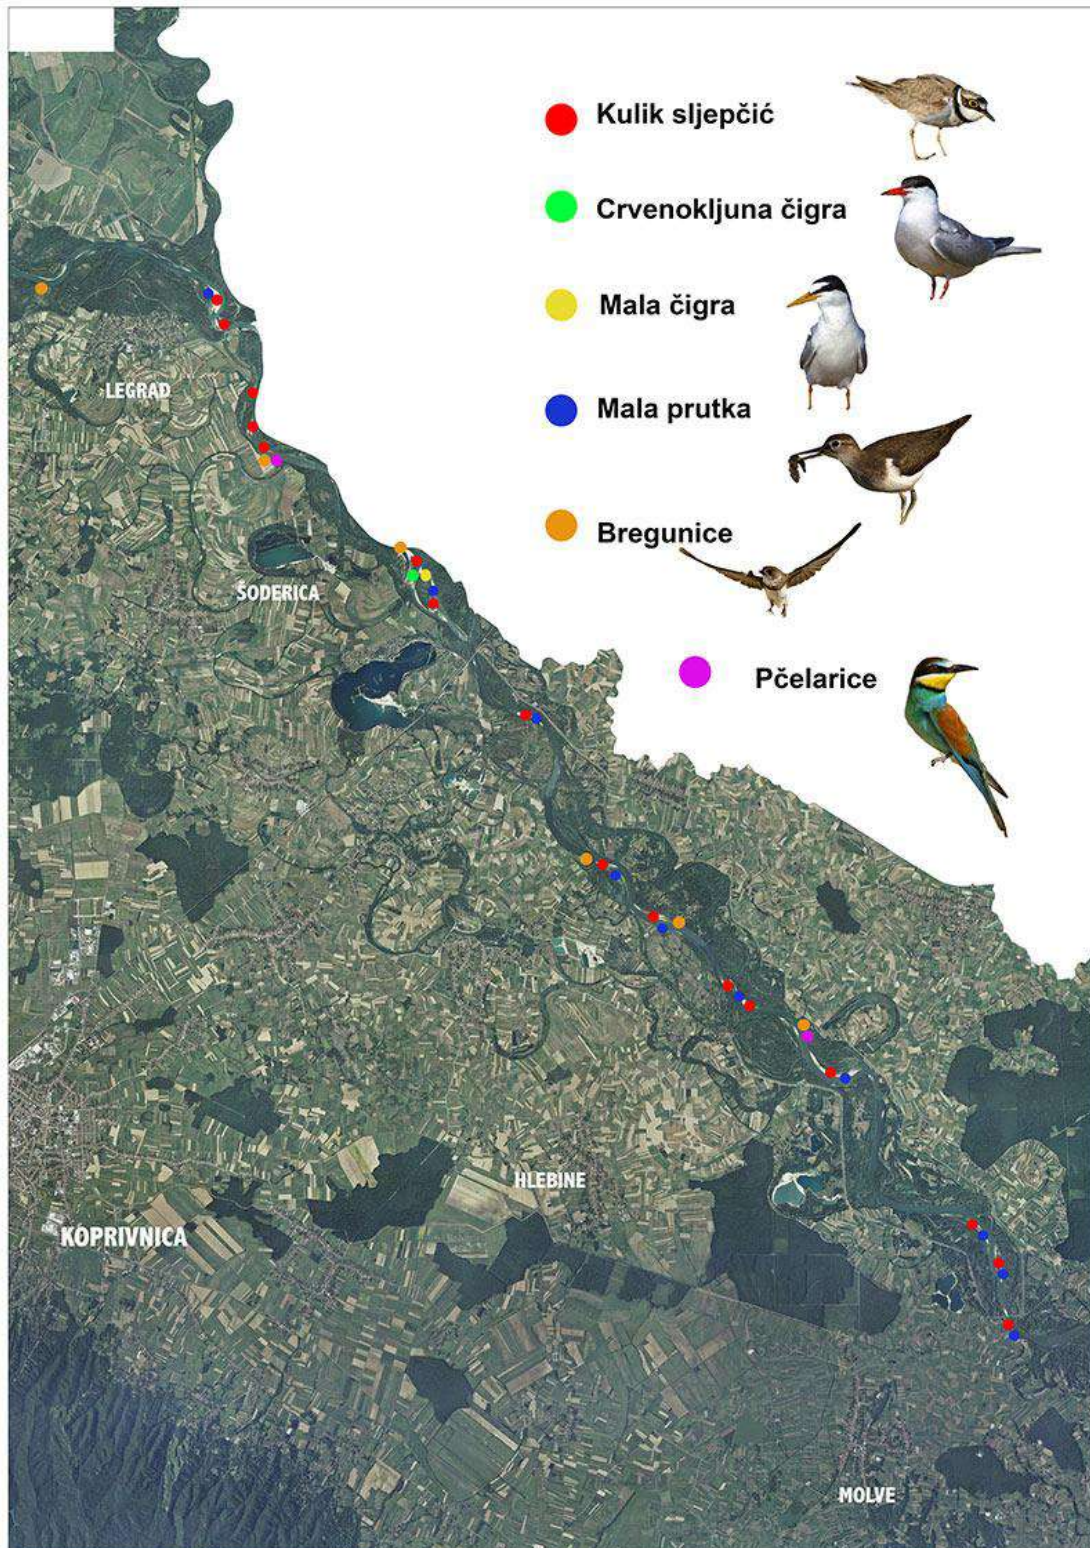 Kulik sljepčić
Crvenokljuna čigra
Mala čigra
LEGRAD
Mala prutka
Bregunice
ŠODERICA
Pčelarice
HLEBINE
KOPRIVNICA
MOLVE